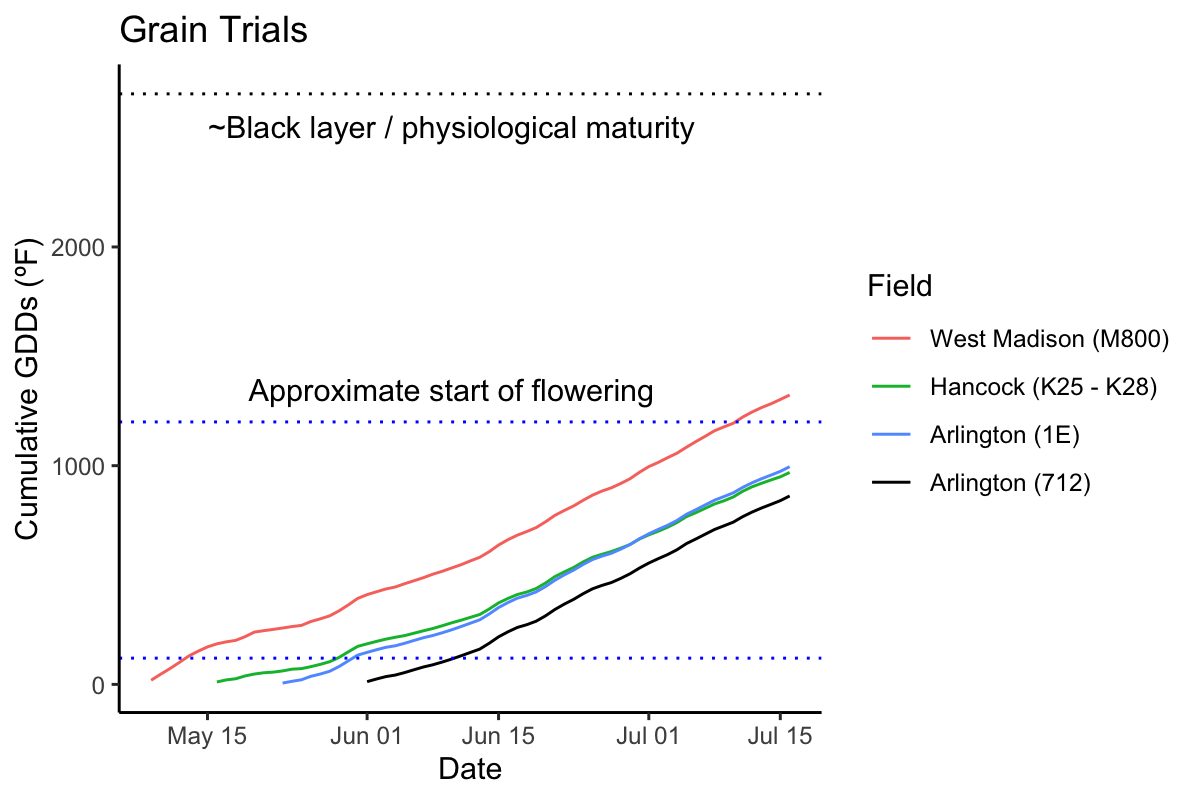 Grain Trials
~Black layer / physiological maturity
Approximate start of flowering
Cumulative GDDs (ºF)
2000
1000
0
May 15
Jun 01
Jun 15
Jul 01
Jul 15
Date
Field
West Madison (M800)
Hancock (K25 - K28)
Arlington (1E)
Arlington (712)